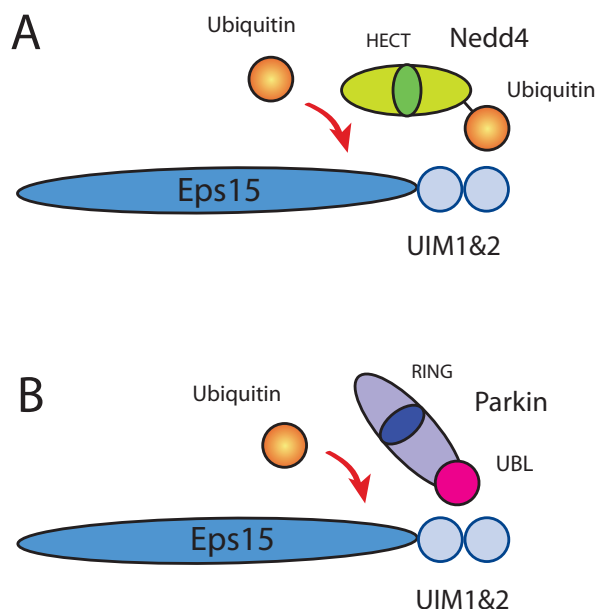 A
Ubiquitin
HECT
Nedd4
Ubiquitin
Eps15
UIM1&2
B
Ubiquitin
RING
Parkin
UBL
Eps15
UIM1&2